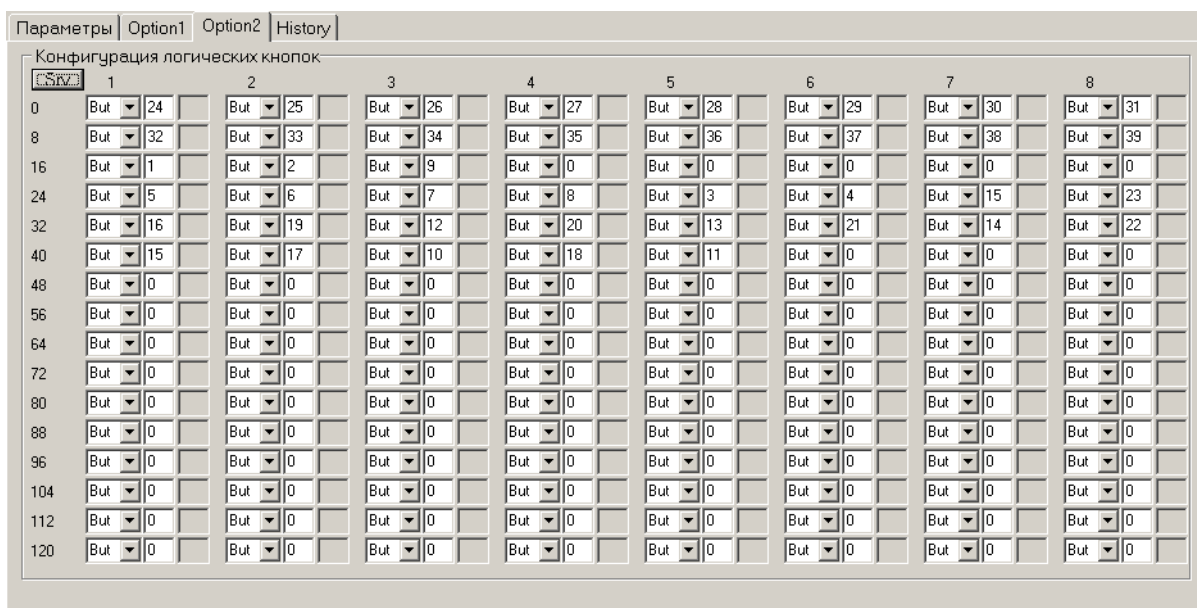 Параметры Option1 Option2 History
Конфигурация логических кнопок
Srv 1 2 3 4 5 6 7 8
0 But 24 But 25 But 26 But 27 But 28 But 29 But 30 But 31
8 But 32 But 33 But 34 But 35 But 36 But 37 But 38 But 39
16 But 1 But 2 But 9 But 0 But 0 But 0 But 0 But 0
24 But 5 But 6 But 7 But 8 But 3 But 4 But 15 But 23
32 But 16 But 19 But 12 But 20 But 13 But 21 But 14 But 22
40 But 15 But 17 But 10 But 18 But 11 But 0 But 0 But 0
48 But 0 But 0 But 0 But 0 But 0 But 0 But 0 But 0
56 But 0 But 0 But 0 But 0 But 0 But 0 But 0 But 0
64 But 0 But 0 But 0 But 0 But 0 But 0 But 0 But 0
72 But 0 But 0 But 0 But 0 But 0 But 0 But 0 But 0
80 But 0 But 0 But 0 But 0 But 0 But 0 But 0 But 0
88 But 0 But 0 But 0 But 0 But 0 But 0 But 0 But 0
96 But 0 But 0 But 0 But 0 But 0 But 0 But 0 But 0
104 But 0 But 0 But 0 But 0 But 0 But 0 But 0 But 0
112 But 0 But 0 But 0 But 0 But 0 But 0 But 0 But 0
120 But 0 But 0 But 0 But 0 But 0 But 0 But 0 But 0